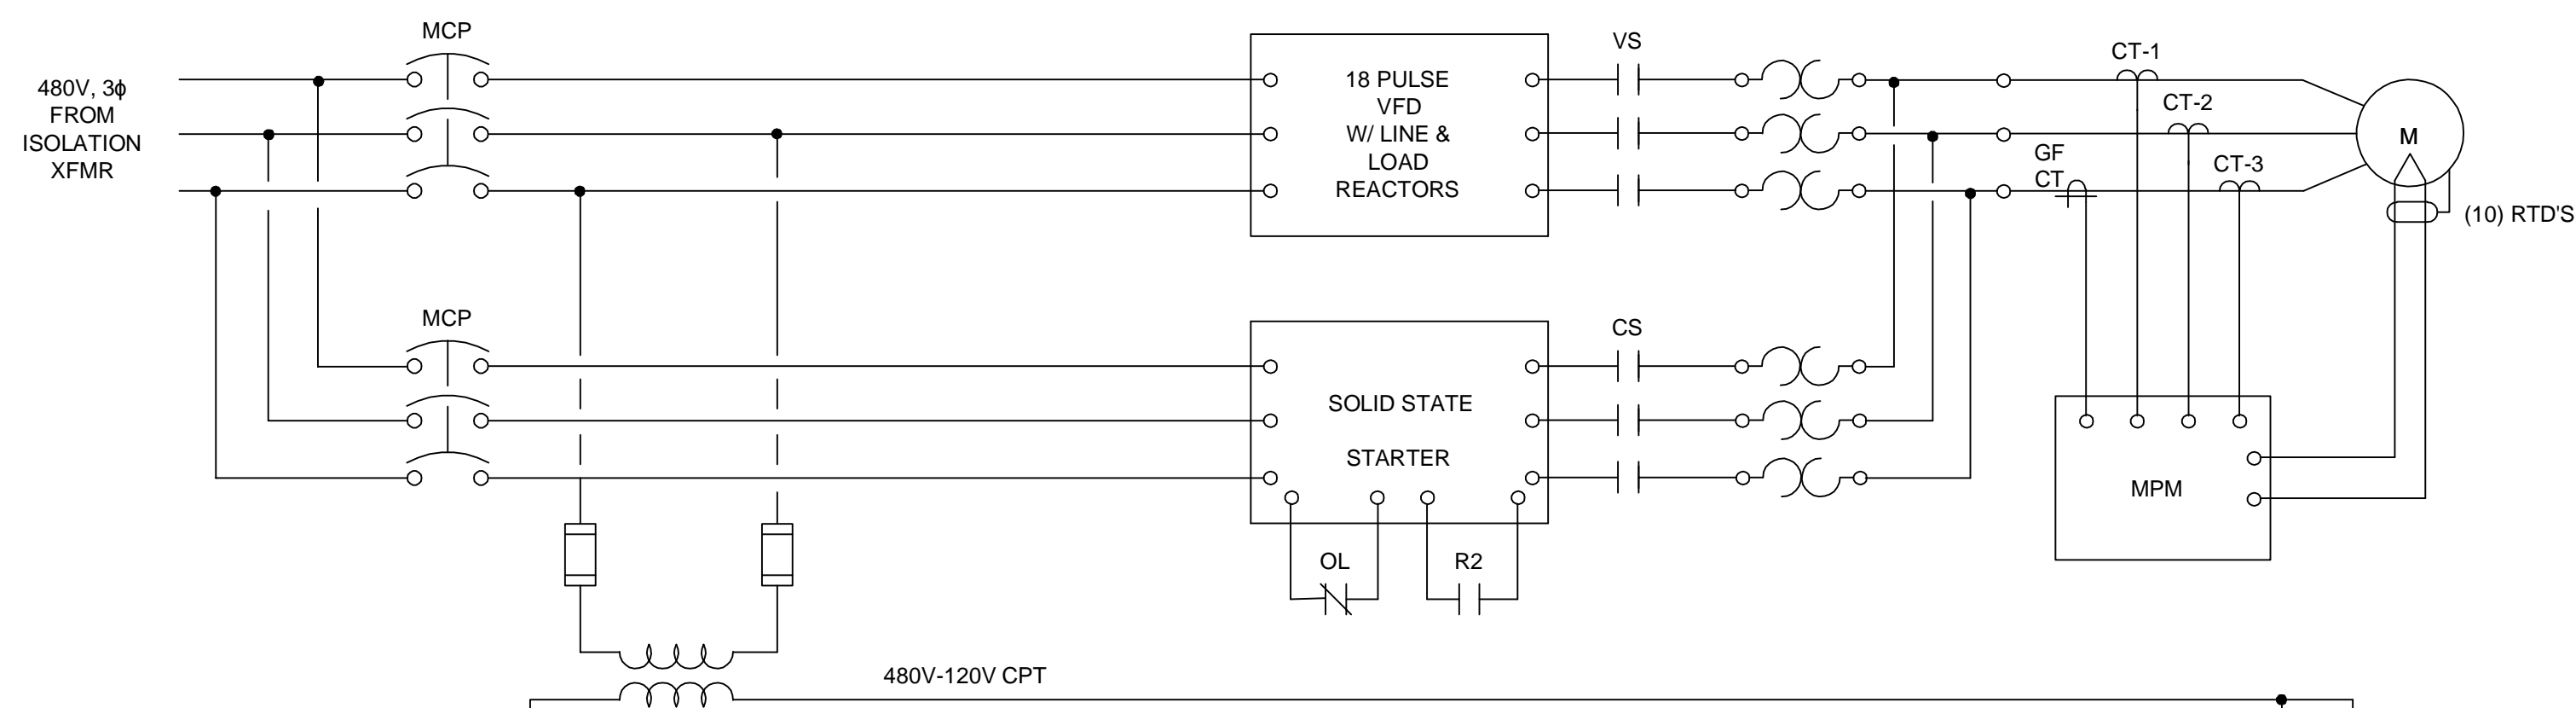 MCP
480V, 3ϕ
FROM
ISOLATION
XFMR
18 PULSE
VFD
W/ LINE &
LOAD
REACTORS
VS
CT-1
CT-2
GF
CT
CT-3
M
(10) RTD'S
MCP
SOLID STATE
STARTER
CS
MPM
OL
R2
480V-120V CPT